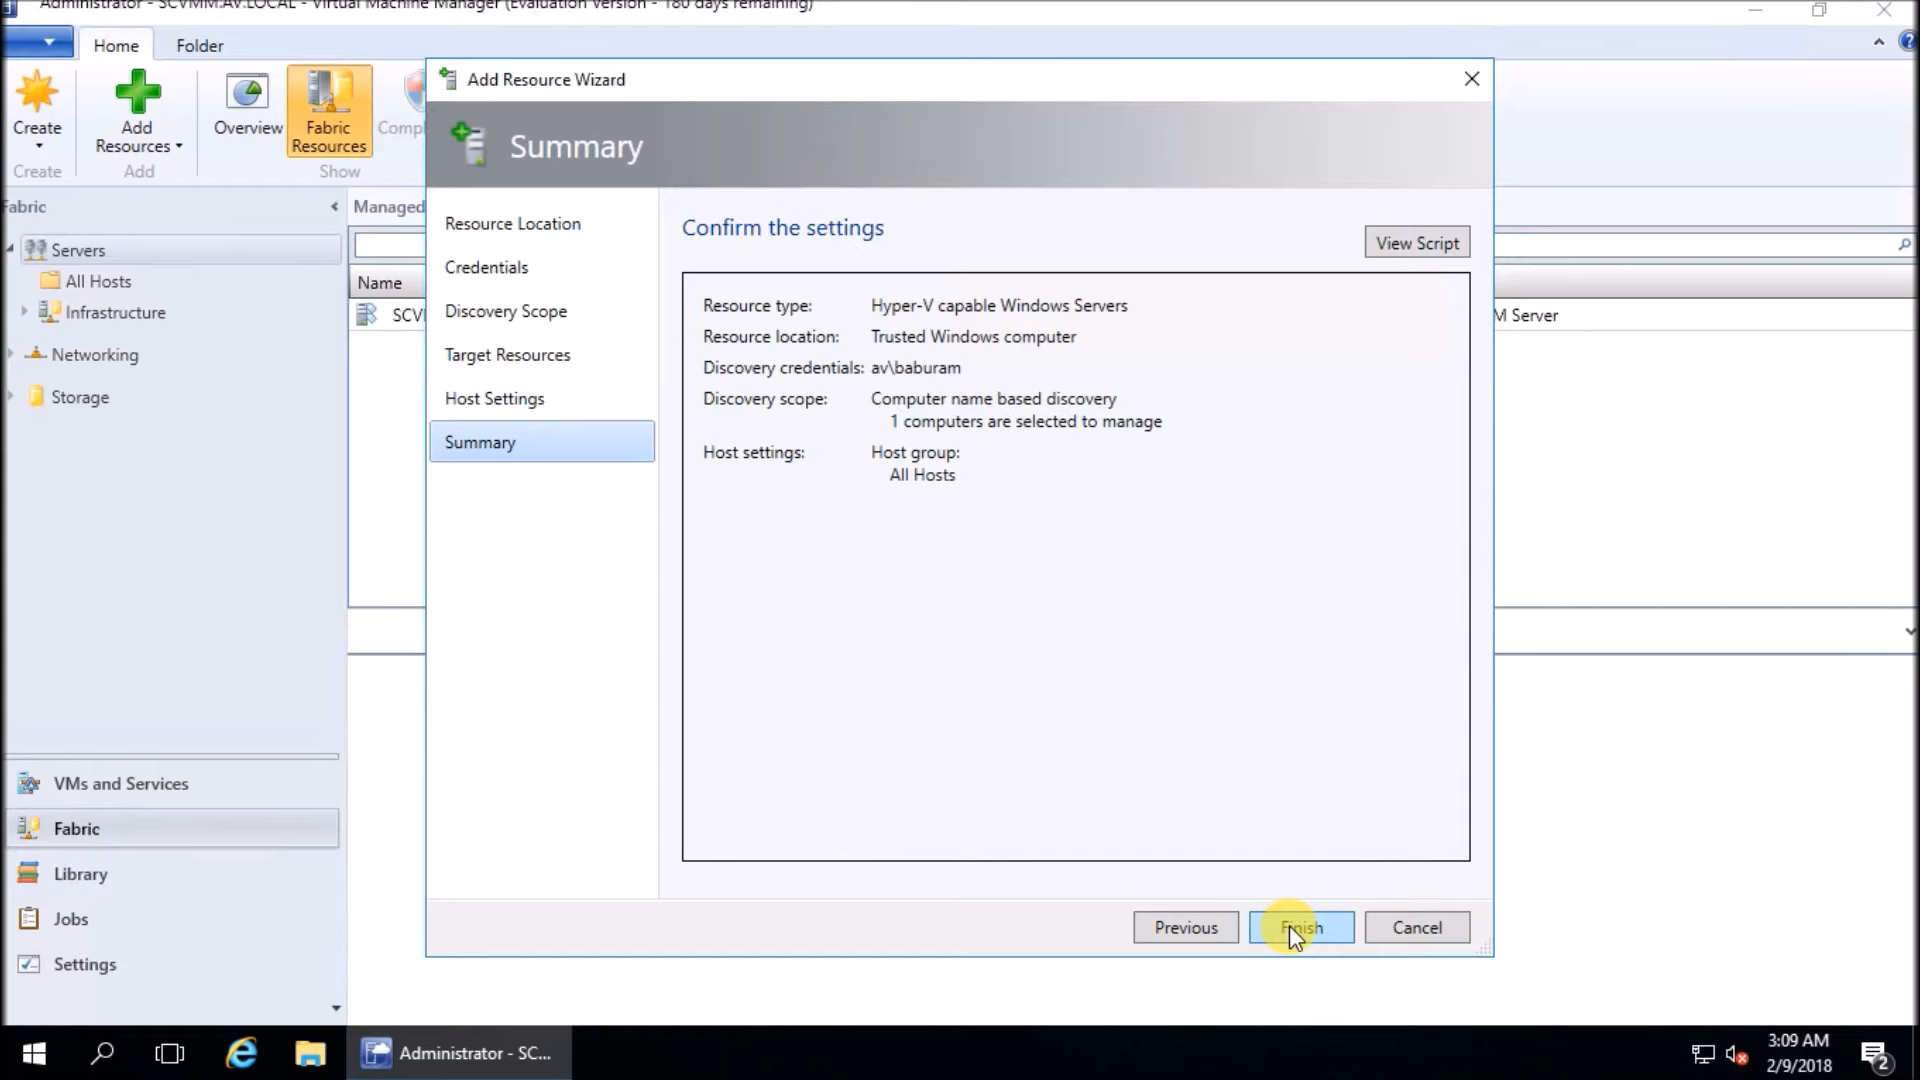 Administrator - SCVMM.AV.LOCAL - Virtual Machine Manager (Evaluation Version - 180 days remaining)
Home
Folder
Create
Add
Resources
Overview
Fabric
Resources
Compl
Create
Add
Show
Add Resource Wizard
Summary
Fabric
Managed
Servers
All Hosts
Infrastructure
Networking
Storage
Name
SCV
M Server
Resource Location
Credentials
Discovery Scope
Target Resources
Host Settings
Summary
Confirm the settings
View Script
Resource type: Hyper-V capable Windows Servers
Resource location: Trusted Windows computer
Discovery credentials: av\baburam
Discovery scope: Computer name based discovery
1 computers are selected to manage
Host settings: Host group:
All Hosts
VMs and Services
Fabric
Library
Jobs
Settings
Previous
Finish
Cancel
Administrator - SC...
3:09 AM
2/9/2018
2